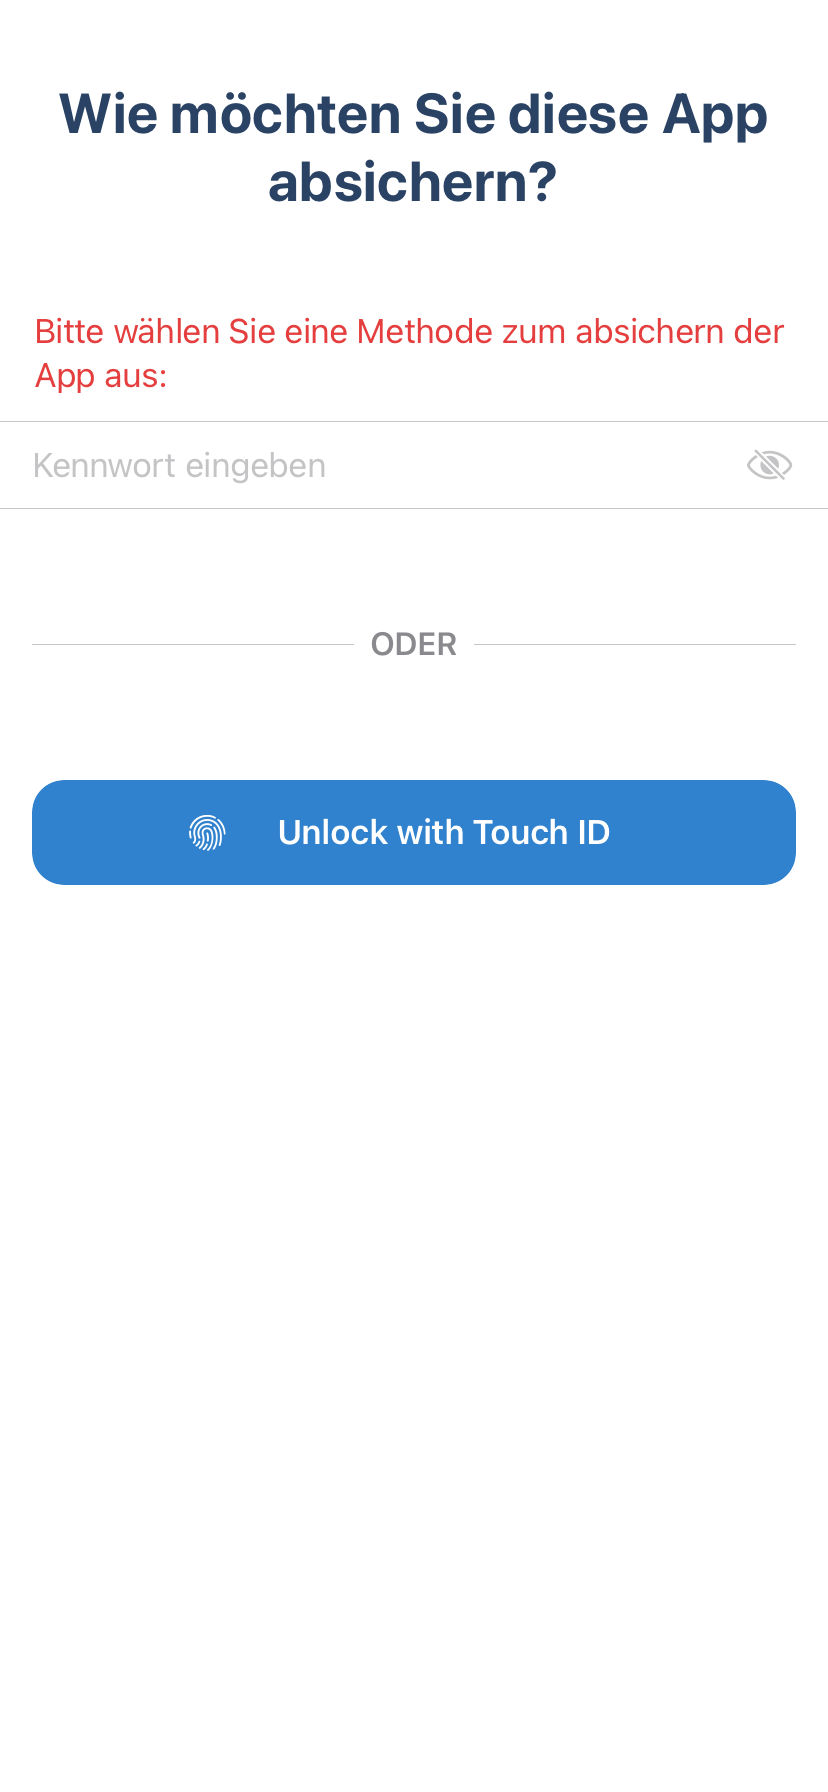 Wie möchten Sie diese App
absichern?
Bitte wählen Sie eine Methode zum absichern der
App aus:
Kennwort eingeben
ODER
Unlock with Touch ID